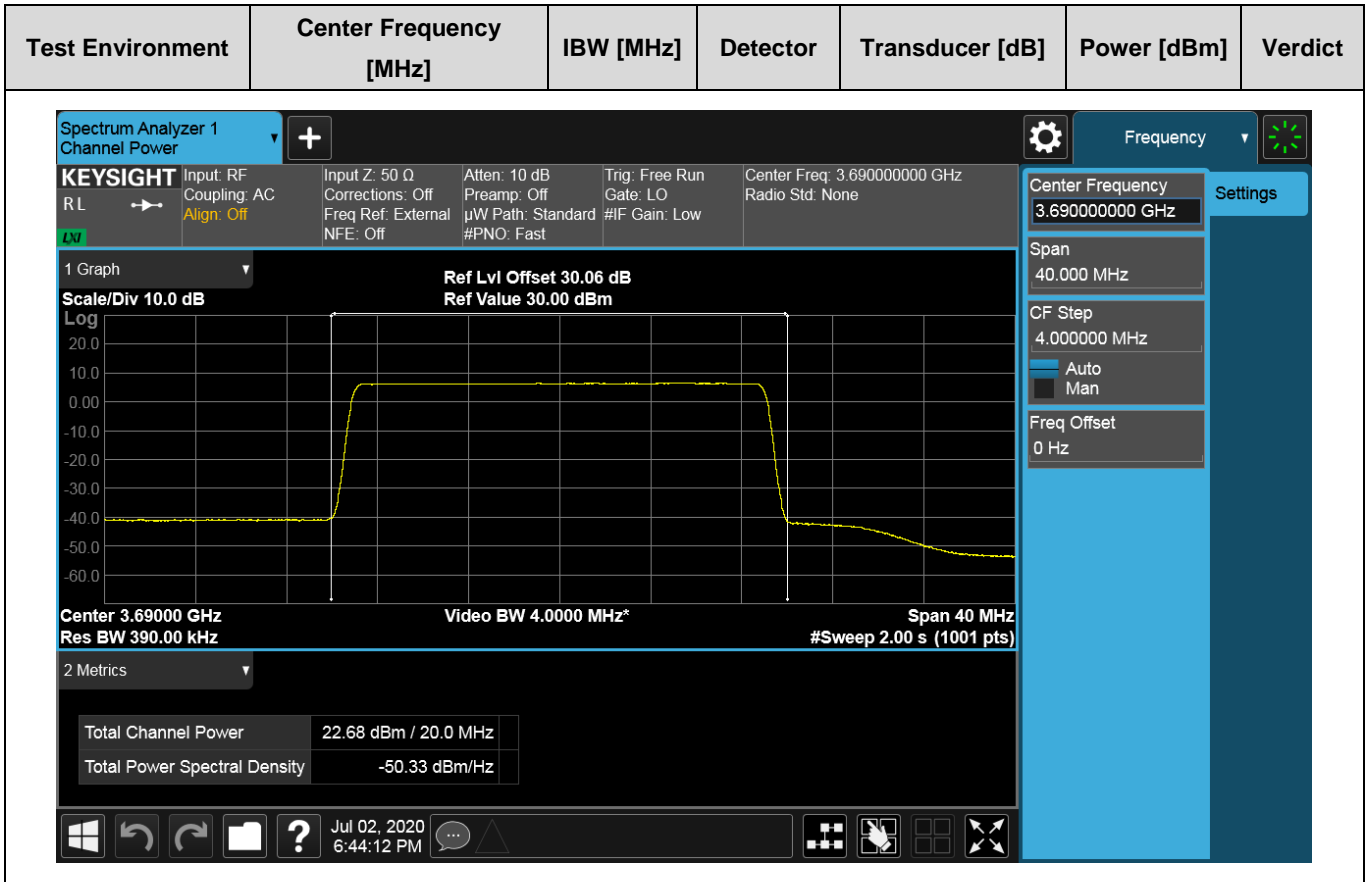 Test Environment
Center Frequency
[MHz]
IBW [MHz]
Detector
Transducer [dB]
Power [dBm]
Verdict
Spectrum Analyzer 1
Channel Power
Frequency
KEYSIGHT
R L
LXI
Input: RF
Coupling: AC
Align: Off
Input Z: 50 Ω
Corrections: Off
Freq Ref: External
NFE: Off
Atten: 10 dB
Preamp: Off
µW Path: Standard
#PNO: Fast
Trig: Free Run
Gate: LO
#IF Gain: Low
Center Freq: 3.690000000 GHz
Radio Std: None
Center Frequency
3.690000000 GHz
Settings
Span
40.000 MHz
CF Step
4.000000 MHz
Auto
Man
Freq Offset
0 Hz
1 Graph
Scale/Div 10.0 dB
Ref Lvl Offset 30.06 dB
Ref Value 30.00 dBm
Log
20.0
10.0
0.00
-10.0
-20.0
-30.0
-40.0
-50.0
-60.0
Center 3.69000 GHz
Video BW 4.0000 MHz*
Span 40 MHz
Res BW 390.00 kHz
#Sweep 2.00 s (1001 pts)
2 Metrics
Total Channel Power 22.68 dBm / 20.0 MHz
Total Power Spectral Density -50.33 dBm/Hz
?
Jul 02, 2020
6:44:12 PM